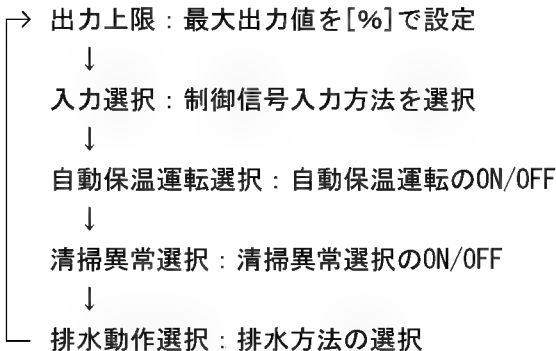 出力上限：最大出力値を[%]で設定
↓
入力選択：制御信号入力方法を選択
↓
自動保温運転選択：自動保温運転のON/OFF
↓
清掃異常選択：清掃異常選択のON/OFF
↓
排水動作選択：排水方法の選択